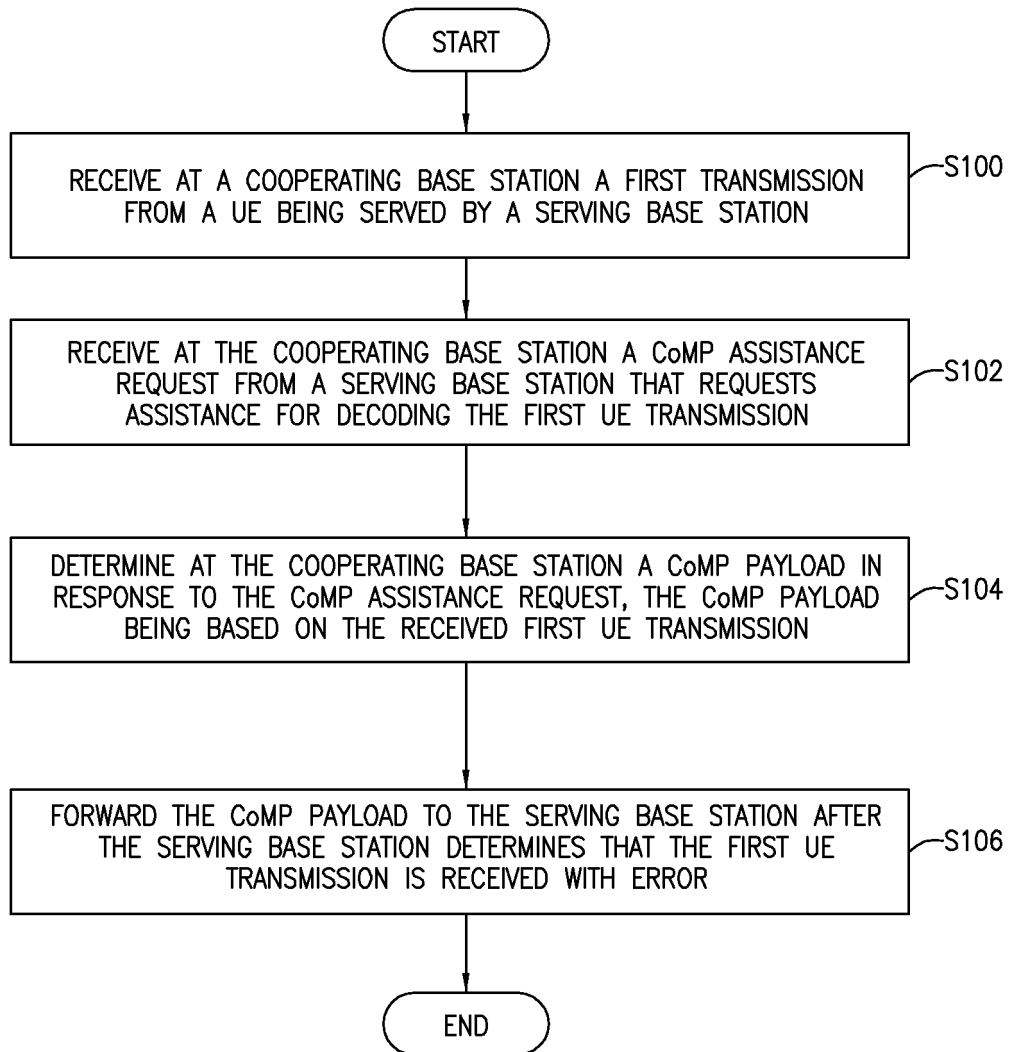 START
RECEIVE AT A COOPERATING BASE STATION A FIRST TRANSMISSION
FROM A UE BEING SERVED BY A SERVING BASE STATION
S100
RECEIVE AT THE COOPERATING BASE STATION A CoMP ASSISTANCE
REQUEST FROM A SERVING BASE STATION THAT REQUESTS
ASSISTANCE FOR DECODING THE FIRST UE TRANSMISSION
S102
DETERMINE AT THE COOPERATING BASE STATION A CoMP PAYLOAD IN
RESPONSE TO THE CoMP ASSISTANCE REQUEST, THE CoMP PAYLOAD
BEING BASED ON THE RECEIVED FIRST UE TRANSMISSION
S104
FORWARD THE CoMP PAYLOAD TO THE SERVING BASE STATION AFTER
THE SERVING BASE STATION DETERMINES THAT THE FIRST UE
TRANSMISSION IS RECEIVED WITH ERROR
S106
END